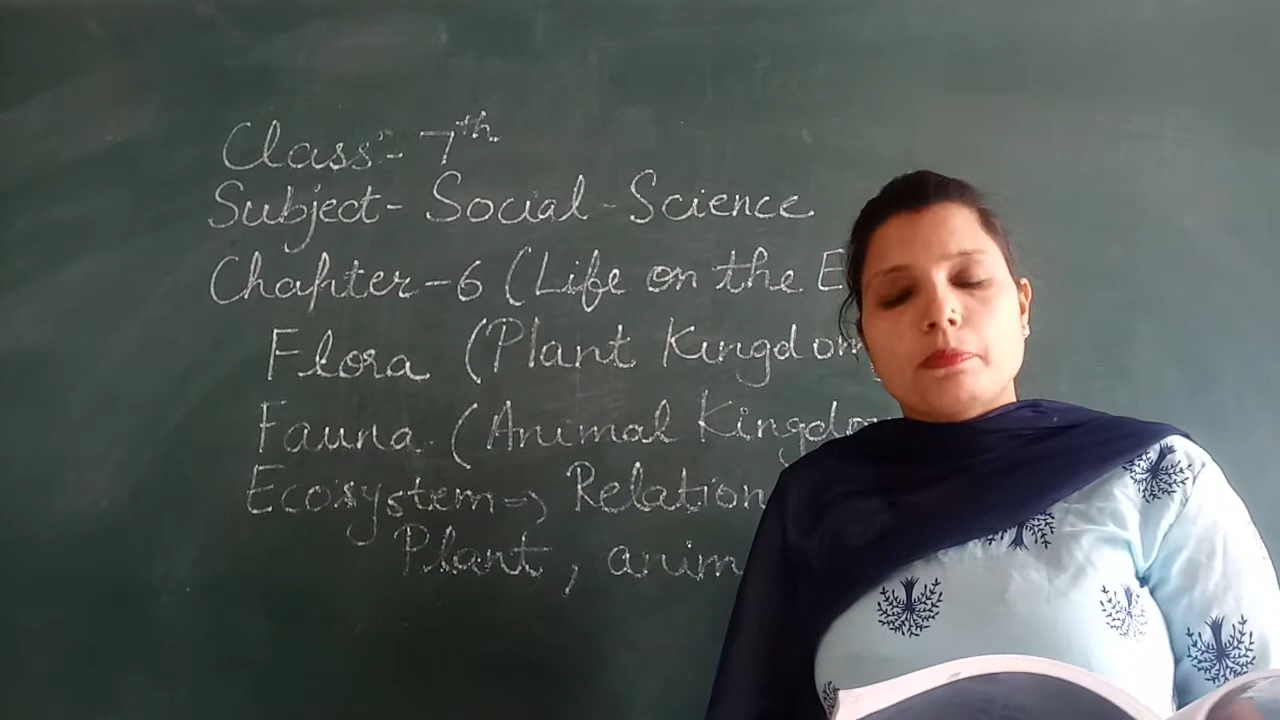 Class:- 7th
Subject- Social-Science
Chapter-6 (Life on the E
Flora (Plant Kingdom
Fauna (Animal Kingdo
Ecosystem => Relation
Plant, anim